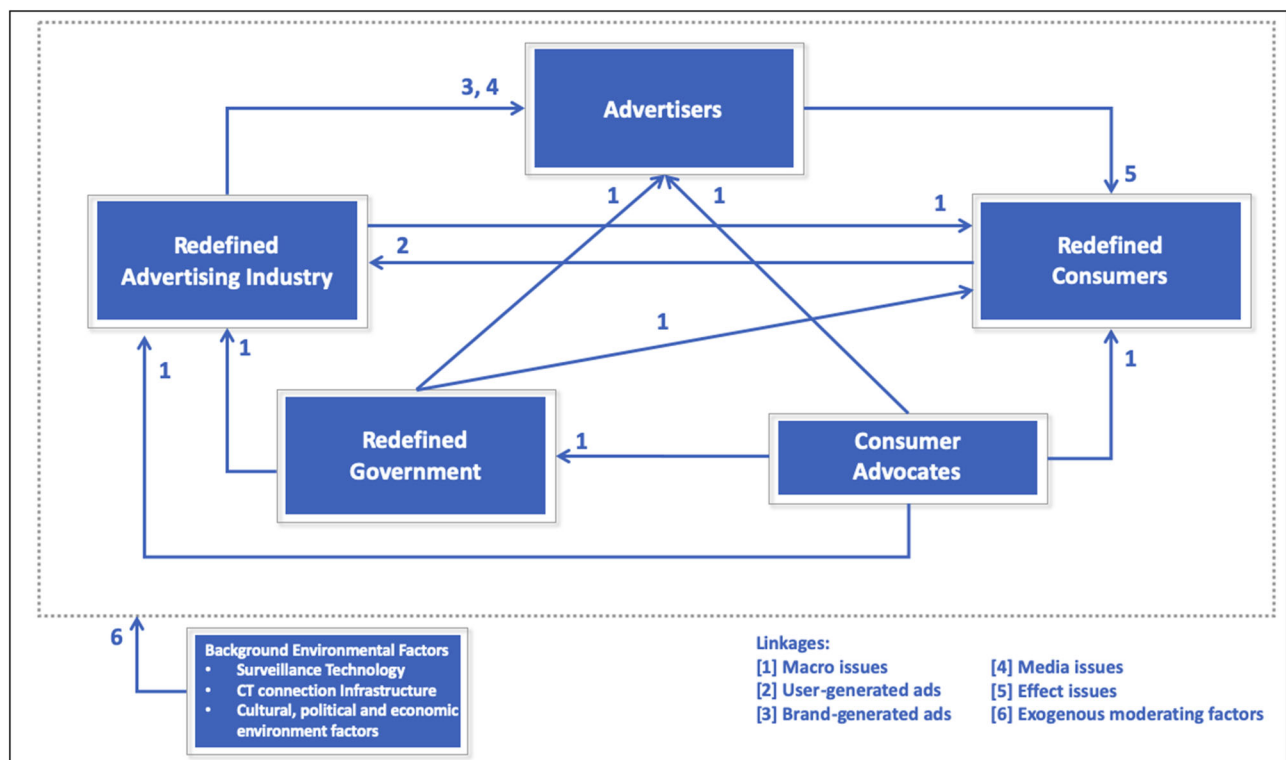 3, 4
Advertisers
5
1
1
1
Redefined
Advertising Industry
2
Redefined
Consumers
1
1
1
1
Redefined
Government
1
Consumer
Advocates
6
Background Environmental Factors
• Surveillance Technology
• CT connection Infrastructure
• Cultural, political and economic
environment factors
Linkages:
[1] Macro issues
[2] User-generated ads
[3] Brand-generated ads
[4] Media issues
[5] Effect issues
[6] Exogenous moderating factors